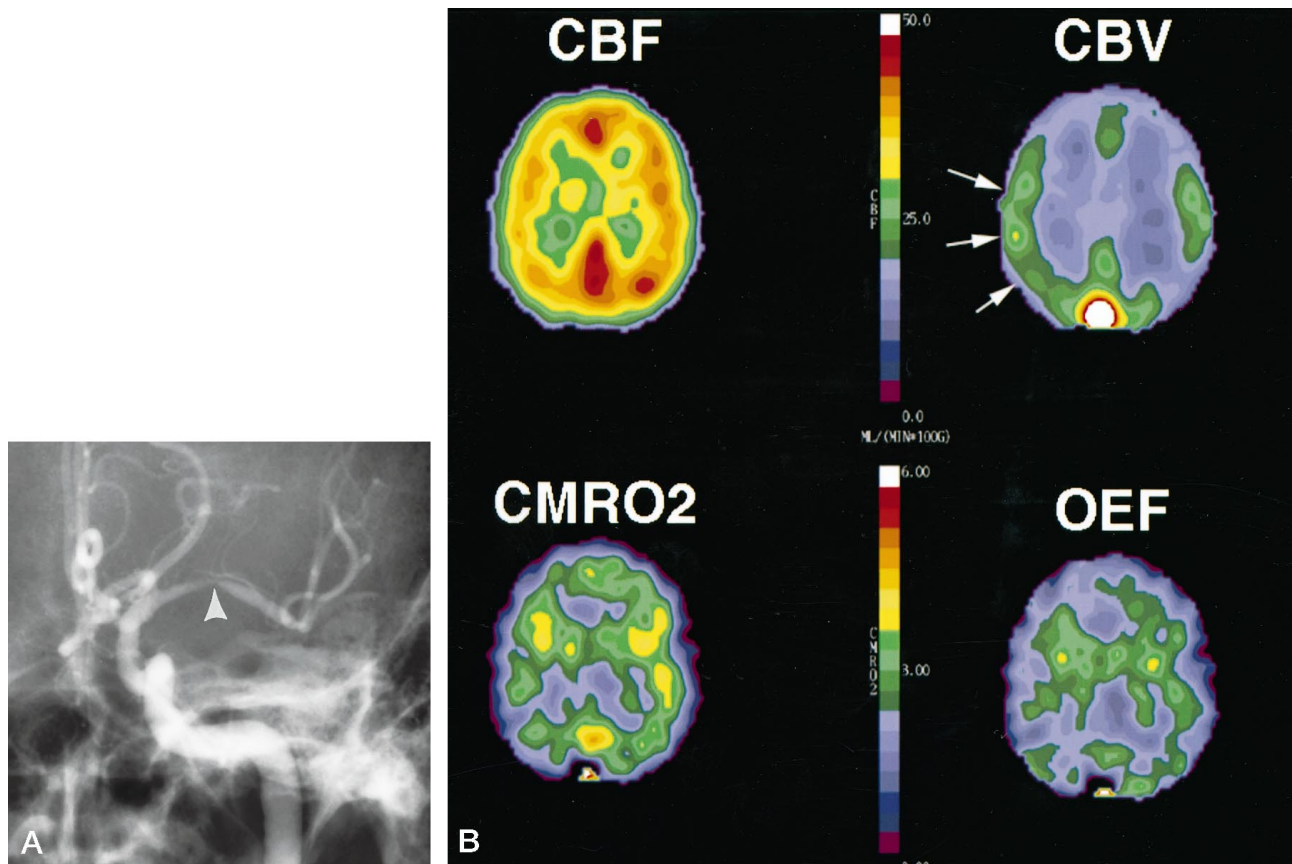 CBF
CBV
50.0
CBF
25.0
0.0
ML/(MIN*100G)
CMRO2
OEF
6.00
CMRO2
3.00
A
B